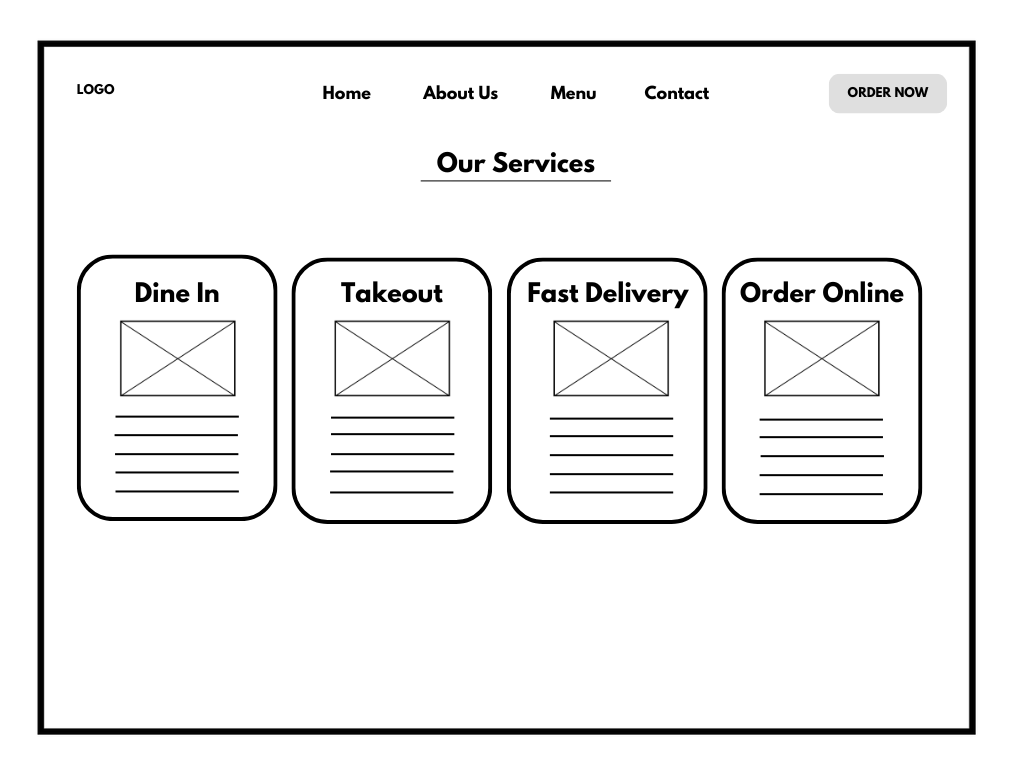 LOGO
Home
About Us
Menu
Contact
ORDER NOW
Our Services
Dine In
Takeout
Fast Delivery
Order Online